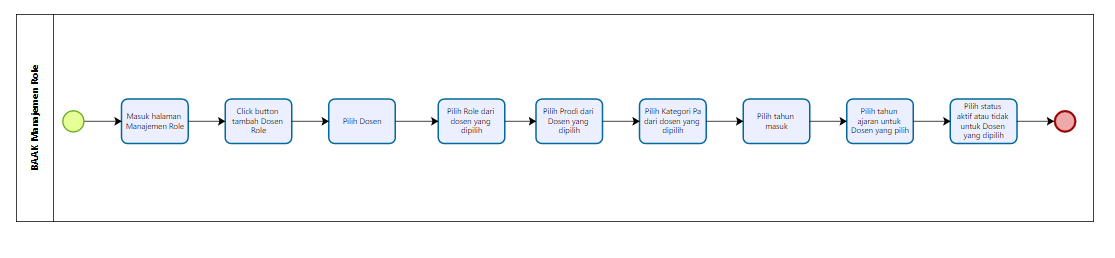 BAAK Manajemen Role
Masuk halaman
Manajemen Role
Click button
tambah Dosen
Role
Pilih Dosen
Pilih Role dari
dosen yang
dipilih
Pilih Prodi dari
Dosen yang
dipilih
Pilih Kategori Pa
dari dosen yang
dipilih
Pilih tahun
masuk
Pilih tahun
ajaran untuk
Dosen yang pilih
Pilih status
aktif atau tidak
untuk Dosen
yang dipilih